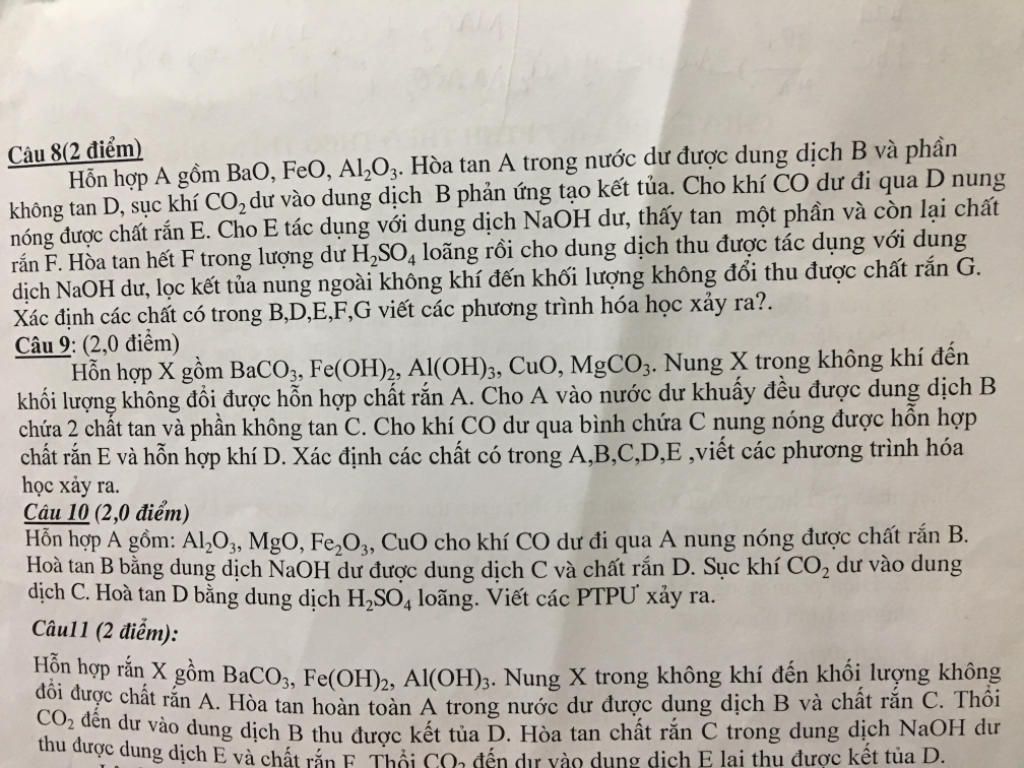 Câu 8(2 điểm)
Hỗn hợp A gồm BaO, FeO, Al₂O₃. Hòa tan A trong nước dư được dung dịch B và phần
không tan D, sục khí CO₂ dư vào dung dịch B phản ứng tạo kết tủa. Cho khí CO dư đi qua D nung
nóng được chất rắn E. Cho E tác dụng với dung dịch NaOH dư, thấy tan một phần và còn lại chất
rắn F. Hòa tan hết F trong lượng dư H₂SO₄ loãng rồi cho dung dịch thu được tác dụng với dung
dịch NaOH dư, lọc kết tủa nung ngoài không khí đến khối lượng không đổi thu được chất rắn G.
Xác định các chất có trong B,D,E,F,G viết các phương trình hóa học xảy ra?.
Câu 9: (2,0 điểm)
Hỗn hợp X gồm BaCO₃, Fe(OH)₂, Al(OH)₃, CuO, MgCO₃. Nung X trong không khí đến
khối lượng không đổi được hỗn hợp chất rắn A. Cho A vào nước dư khuấy đều được dung dịch B
chứa 2 chất tan và phần không tan C. Cho khí CO dư qua bình chứa C nung nóng được hỗn hợp
chất rắn E và hỗn hợp khí D. Xác định các chất có trong A,B,C,D,E ,viết các phương trình hóa
học xảy ra.
Câu 10 (2,0 điểm)
Hỗn hợp A gồm: Al₂O₃, MgO, Fe₂O₃, CuO cho khí CO dư đi qua A nung nóng được chất rắn B.
Hoà tan B bằng dung dịch NaOH dư được dung dịch C và chất rắn D. Sục khí CO₂ dư vào dung
dịch C. Hoà tan D bằng dung dịch H₂SO₄ loãng. Viết các PTPƯ xảy ra.
Câu11 (2 điểm):
Hỗn hợp rắn X gồm BaCO₃, Fe(OH)₂, Al(OH)₃. Nung X trong không khí đến khối lượng không
đổi được chất rắn A. Hòa tan hoàn toàn A trong nước dư được dung dịch B và chất rắn C. Thổi
CO₂ đến dư vào dung dịch B thu được kết tủa D. Hòa tan chất rắn C trong dung dịch NaOH dư
thu được dung dịch E và chất rắn F. Thổi CO₂ đến dư vào dung dịch E lại thu được kết tủa D.